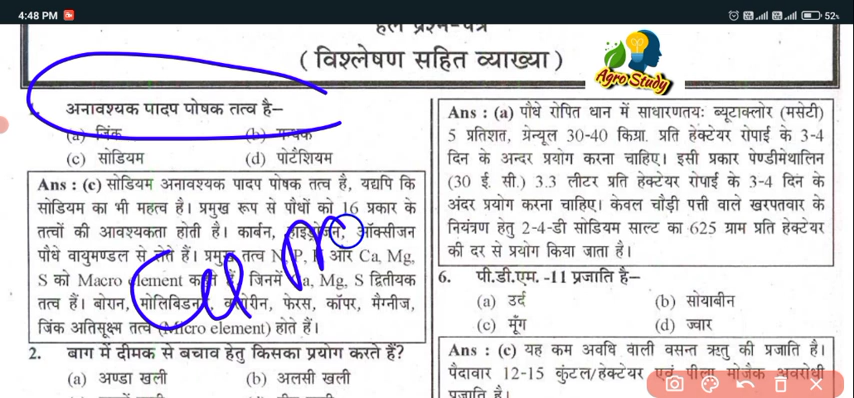 4:48 PM
52%
हल प्रश्न-पत्र
( विश्लेषण सहित व्याख्या )
Agro Study
अनावश्यक पादप पोषक तत्व है–
(a) जिंक (b) गन्धक
(c) सोडियम (d) पोटैशियम
Ans : (c) सोडियम अनावश्यक पादप पोषक तत्व है, यद्यपि कि
सोडियम का भी महत्व है। प्रमुख रूप से पौधों को 16 प्रकार के
तत्वों की आवश्यकता होती है। कार्बन, हाइड्रोजन, ऑक्सीजन
पौधे वायुमण्डल से लेते हैं। प्रमुख तत्व N, P, K और Ca, Mg,
S को Macro element कहते हैं, जिनमें Ca, Mg, S द्वितीयक
तत्व हैं। बोरान, मोलिबिडनम, क्लोरीन, फेरस, कॉपर, मैग्नीज,
जिंक अतिसूक्ष्म तत्व (Micro element) होते हैं।
2. बाग में दीमक से बचाव हेतु किसका प्रयोग करते हैं?
(a) अण्डा खली (b) अलसी खली
Ans : (a) पौधे रोपित धान में साधारणतयः ब्यूटाक्लोर (मसेटी)
5 प्रतिशत, ग्रेन्यूल 30-40 किग्रा. प्रति हेक्टेयर रोपाई के 3-4
दिन के अन्दर प्रयोग करना चाहिए। इसी प्रकार पेण्डीमेथालिन
(30 ई. सी.) 3.3 लीटर प्रति हेक्टेयर रोपाई के 3-4 दिन के
अंदर प्रयोग करना चाहिए। केवल चौड़ी पत्ती वाले खरपतवार के
नियंत्रण हेतु 2-4-डी सोडियम साल्ट का 625 ग्राम प्रति हेक्टेयर
की दर से प्रयोग किया जाता है।
6. पी.डी.एम. -11 प्रजाति है–
(a) उर्द (b) सोयाबीन
(c) मूँग (d) ज्वार
Ans : (c) यह कम अवधि वाली वसन्त ऋतु की प्रजाति है।
पैदावार 12-15 कुंटल/हेक्टेयर एवं पीला मोजैक अवरोधी
प्रजाति है।